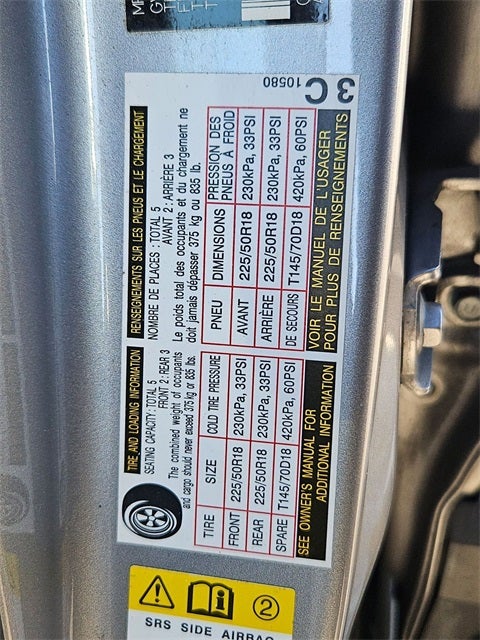 TIRE AND LOADING INFORMATION
SEATING CAPACITY: TOTAL 5
FRONT 2: REAR 3
The combined weight of occupants
and cargo should never exceed 375 kg or 835 lb.
TIRE SIZE COLD TIRE PRESSURE
FRONT 225/50R18 230kPa, 33PSI
REAR 225/50R18 230kPa, 33PSI
SPARE T145/70D18 420kPa, 60PSI
SEE OWNER'S MANUAL FOR
ADDITIONAL INFORMATION
RENSEIGNEMENTS SUR LES PNEUS ET LE CHARGEMENT
NOMBRE DE PLACES : TOTAL 5
AVANT 2 : ARRIÈRE 3
Le poids total des occupants et du chargement ne
doit jamais dépasser 375 kg ou 835 lb.
PNEU DIMENSIONS PRESSION DES
PNEUS À FROID
AVANT 225/50R18 230kPa, 33PSI
ARRIÈRE 225/50R18 230kPa, 33PSI
DE SECOURS T145/70D18 420kPa, 60PSI
VOIR LE MANUEL DE L'USAGER
POUR PLUS DE RENSEIGNEMENTS
10580
3C
2
SRS SIDE AIRBAG